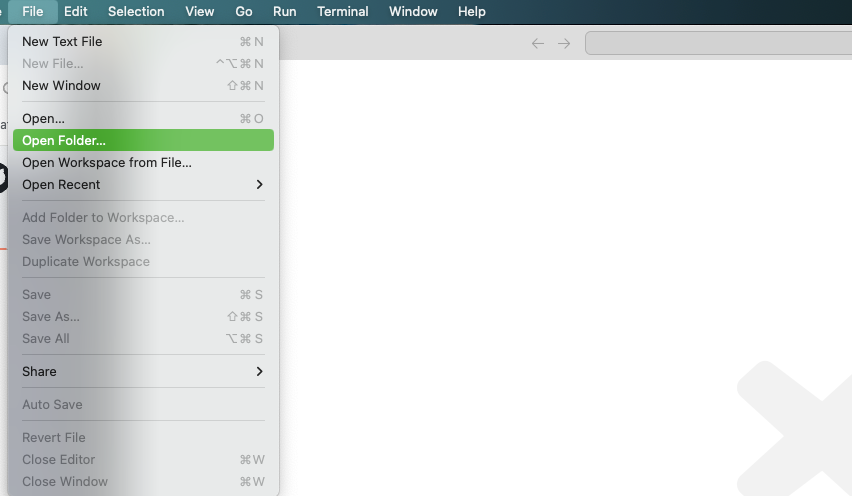 File Edit Selection View Go Run Terminal Window Help
New Text File ⌘ N
New File... ^⌥⌘ N
New Window ⇧⌘ N
Open... ⌘ O
Open Folder...
Open Workspace from File...
Open Recent
Add Folder to Workspace...
Save Workspace As...
Duplicate Workspace
Save ⌘ S
Save As... ⇧⌘ S
Save All ⌥⌘ S
Share
Auto Save
Revert File
Close Editor ⌘W
Close Window ⌘W